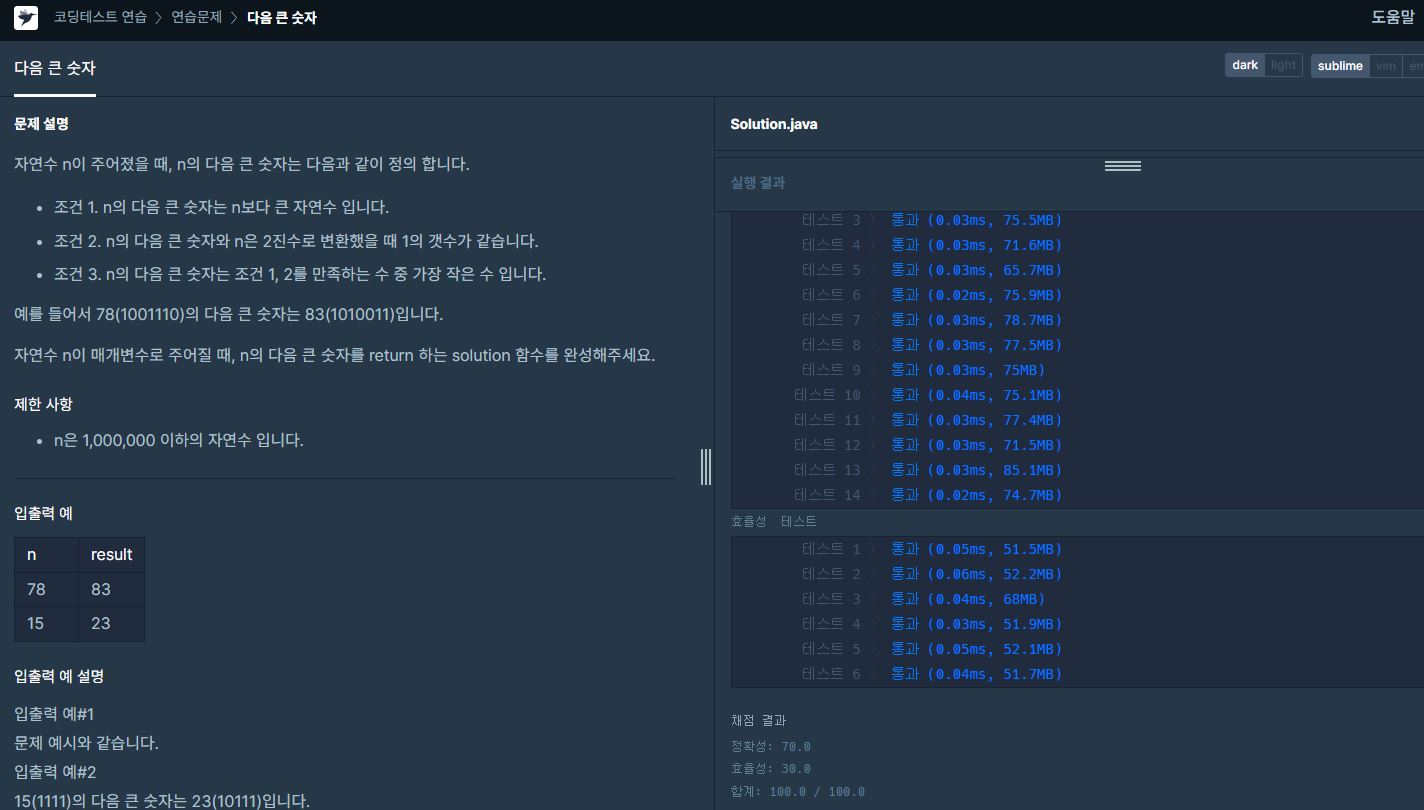 코딩테스트 연습 > 연습문제 > 다음 큰 숫자
도움말
다음 큰 숫자
dark light
sublime vim em
문제 설명
자연수 n이 주어졌을 때, n의 다음 큰 숫자는 다음과 같이 정의 합니다.
• 조건 1. n의 다음 큰 숫자는 n보다 큰 자연수 입니다.
• 조건 2. n의 다음 큰 숫자와 n은 2진수로 변환했을 때 1의 갯수가 같습니다.
• 조건 3. n의 다음 큰 숫자는 조건 1, 2를 만족하는 수 중 가장 작은 수 입니다.
예를 들어서 78(1001110)의 다음 큰 숫자는 83(1010011)입니다.
자연수 n이 매개변수로 주어질 때, n의 다음 큰 숫자를 return 하는 solution 함수를 완성해주세요.
제한 사항
• n은 1,000,000 이하의 자연수 입니다.
입출력 예
n result
78 83
15 23
입출력 예 설명
입출력 예#1
문제 예시와 같습니다.
입출력 예#2
15(1111)의 다음 큰 숫자는 23(10111)입니다.
Solution.java
실행 결과
테스트 3 〉 통과 (0.03ms, 75.5MB)
테스트 4 〉 통과 (0.03ms, 71.6MB)
테스트 5 〉 통과 (0.03ms, 65.7MB)
테스트 6 〉 통과 (0.02ms, 75.9MB)
테스트 7 〉 통과 (0.03ms, 78.7MB)
테스트 8 〉 통과 (0.03ms, 77.5MB)
테스트 9 〉 통과 (0.03ms, 75MB)
테스트 10 〉 통과 (0.04ms, 75.1MB)
테스트 11 〉 통과 (0.03ms, 77.4MB)
테스트 12 〉 통과 (0.03ms, 71.5MB)
테스트 13 〉 통과 (0.03ms, 85.1MB)
테스트 14 〉 통과 (0.02ms, 74.7MB)
효율성 테스트
테스트 1 〉 통과 (0.05ms, 51.5MB)
테스트 2 〉 통과 (0.06ms, 52.2MB)
테스트 3 〉 통과 (0.04ms, 68MB)
테스트 4 〉 통과 (0.03ms, 51.9MB)
테스트 5 〉 통과 (0.05ms, 52.1MB)
테스트 6 〉 통과 (0.04ms, 51.7MB)
채점 결과
정확성: 70.0
효율성: 30.0
합계: 100.0 / 100.0